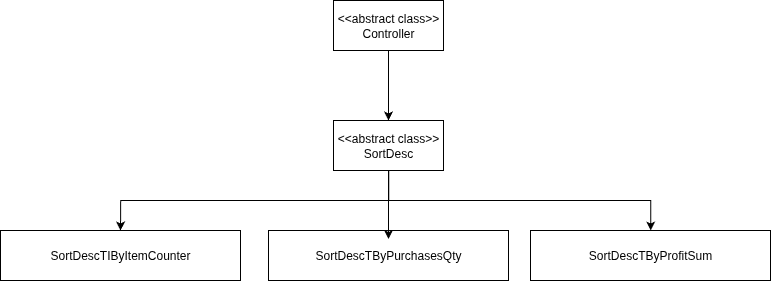 <<abstract class>>
Controller
<<abstract class>>
SortDesc
SortDescTIByItemCounter
SortDescTByPurchasesQty
SortDescTByProfitSum